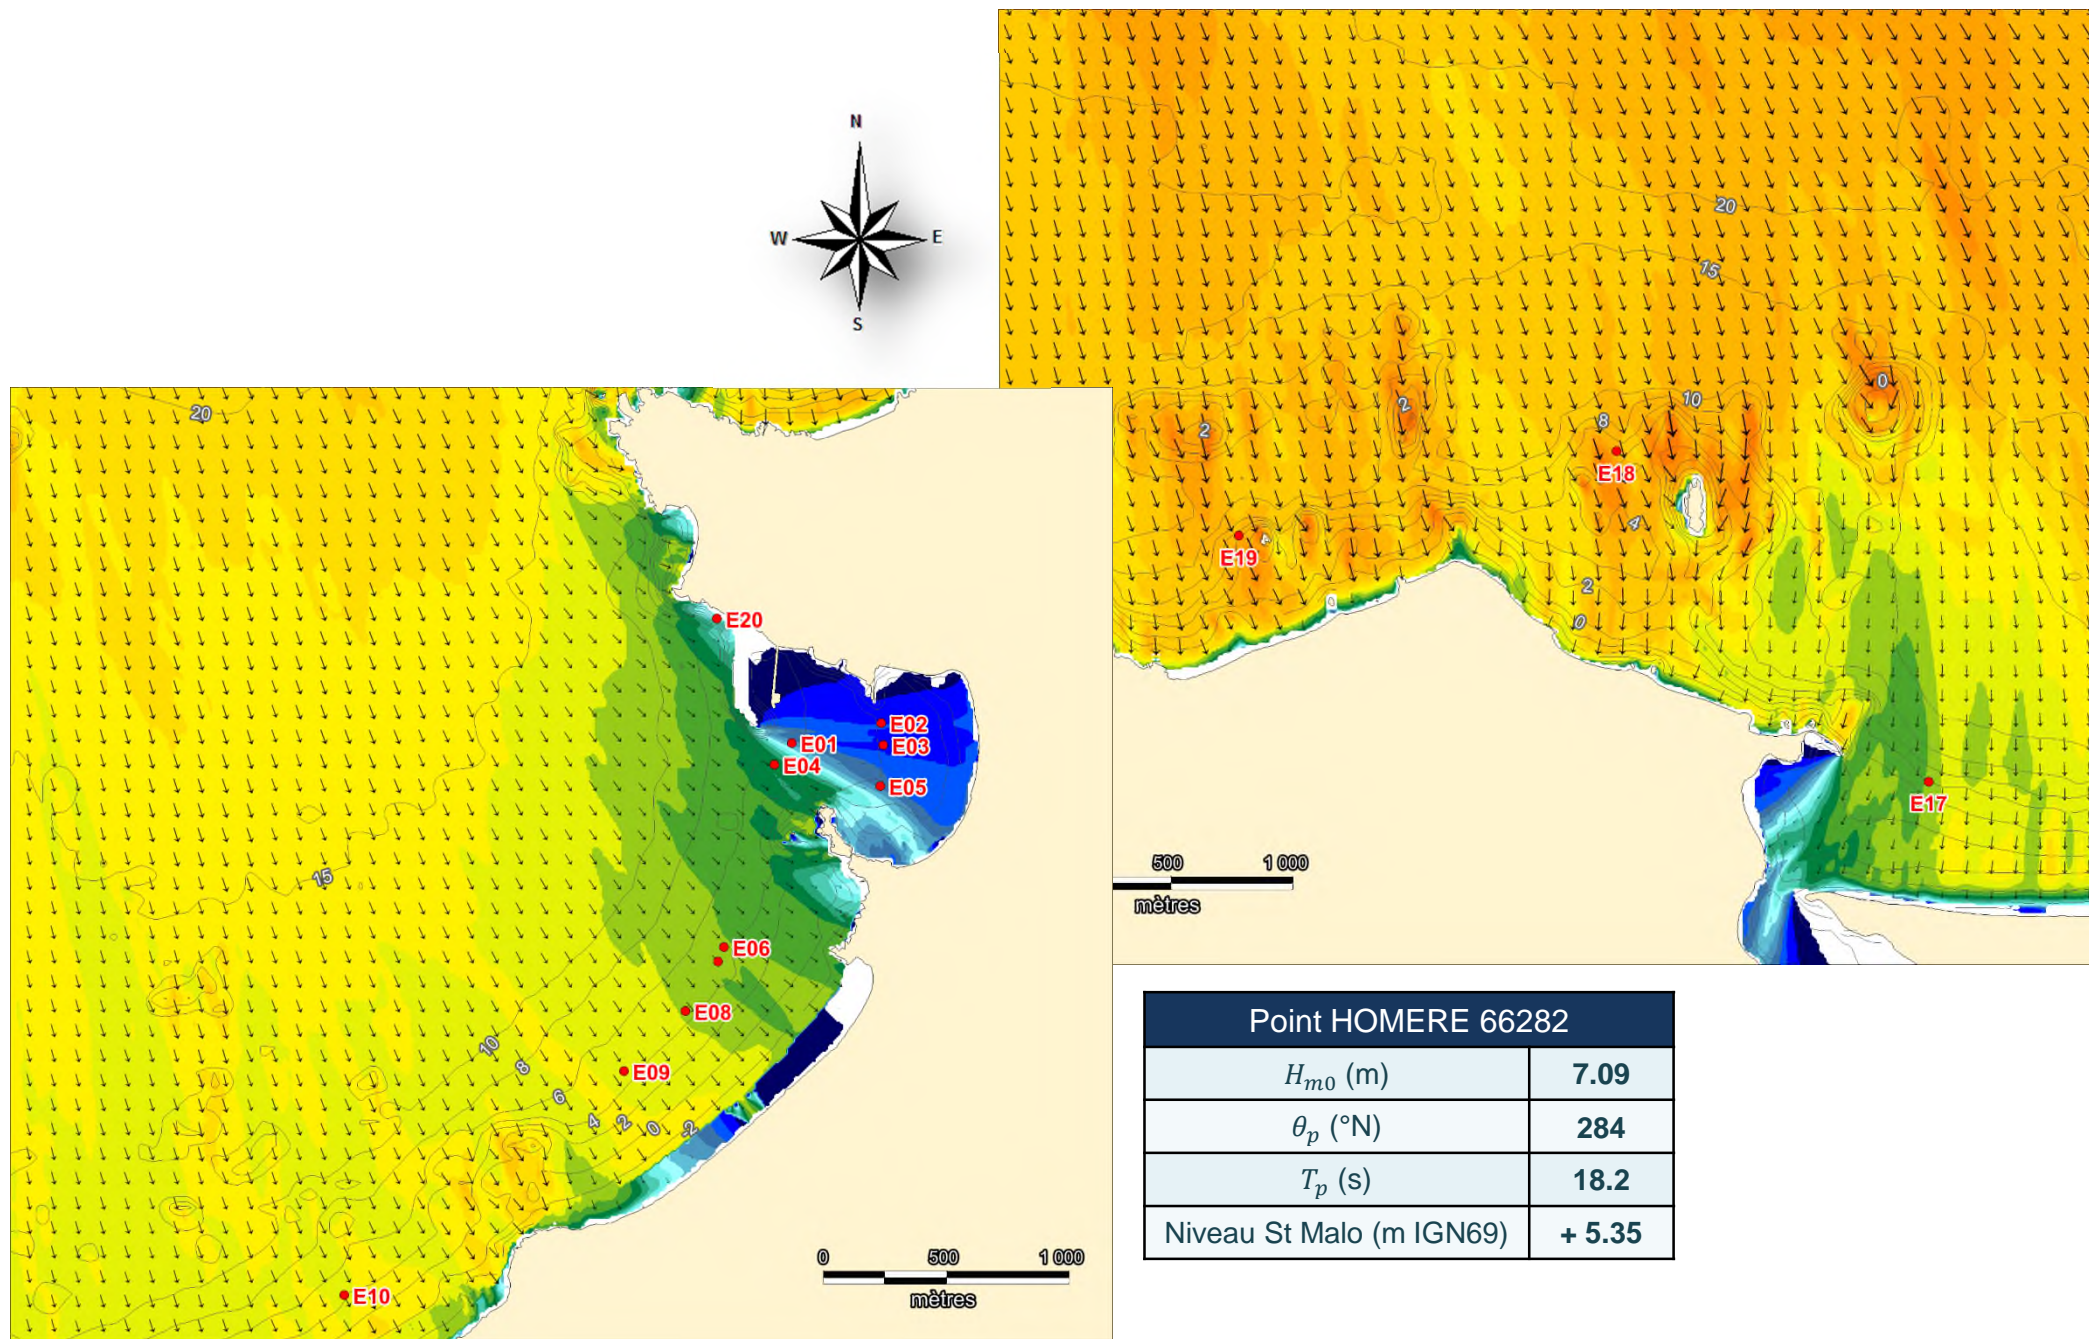 N
W
E
S
20
15
10
8
2
2
0
E18
4
E19
4
2
0
E17
500
1 000
mètres
20
E20
E02
E01
E03
E04
E05
15
E06
10
E08
8
E09
6
4
2
0
-2
0
500
1 000
mètres
E10
Point HOMERE 66282
Hm0 (m)
7.09
θp (°N)
284
Tp (s)
18.2
Niveau St Malo (m IGN69)
+ 5.35